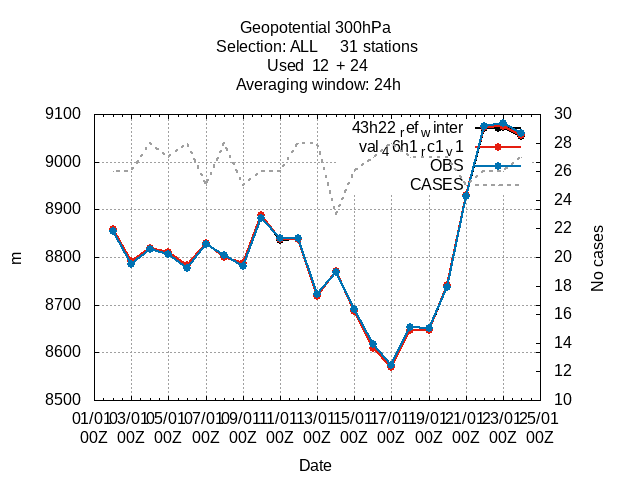 Geopotential 300hPa
Selection: ALL 31 stations
Used 12 + 24
Averaging window: 24h
9100
9000
8900
8800
8700
8600
8500
m
30
28
26
24
22
20
18
16
14
12
10
No cases
43h22_ref_winter
val_46h1_rc1_v1
OBS
CASES
01/01 03/01 05/01 07/01 09/01 11/01 13/01 15/01 17/01 19/01 21/01 23/01 25/01
00Z 00Z 00Z 00Z 00Z 00Z 00Z 00Z 00Z 00Z 00Z 00Z 00Z
Date